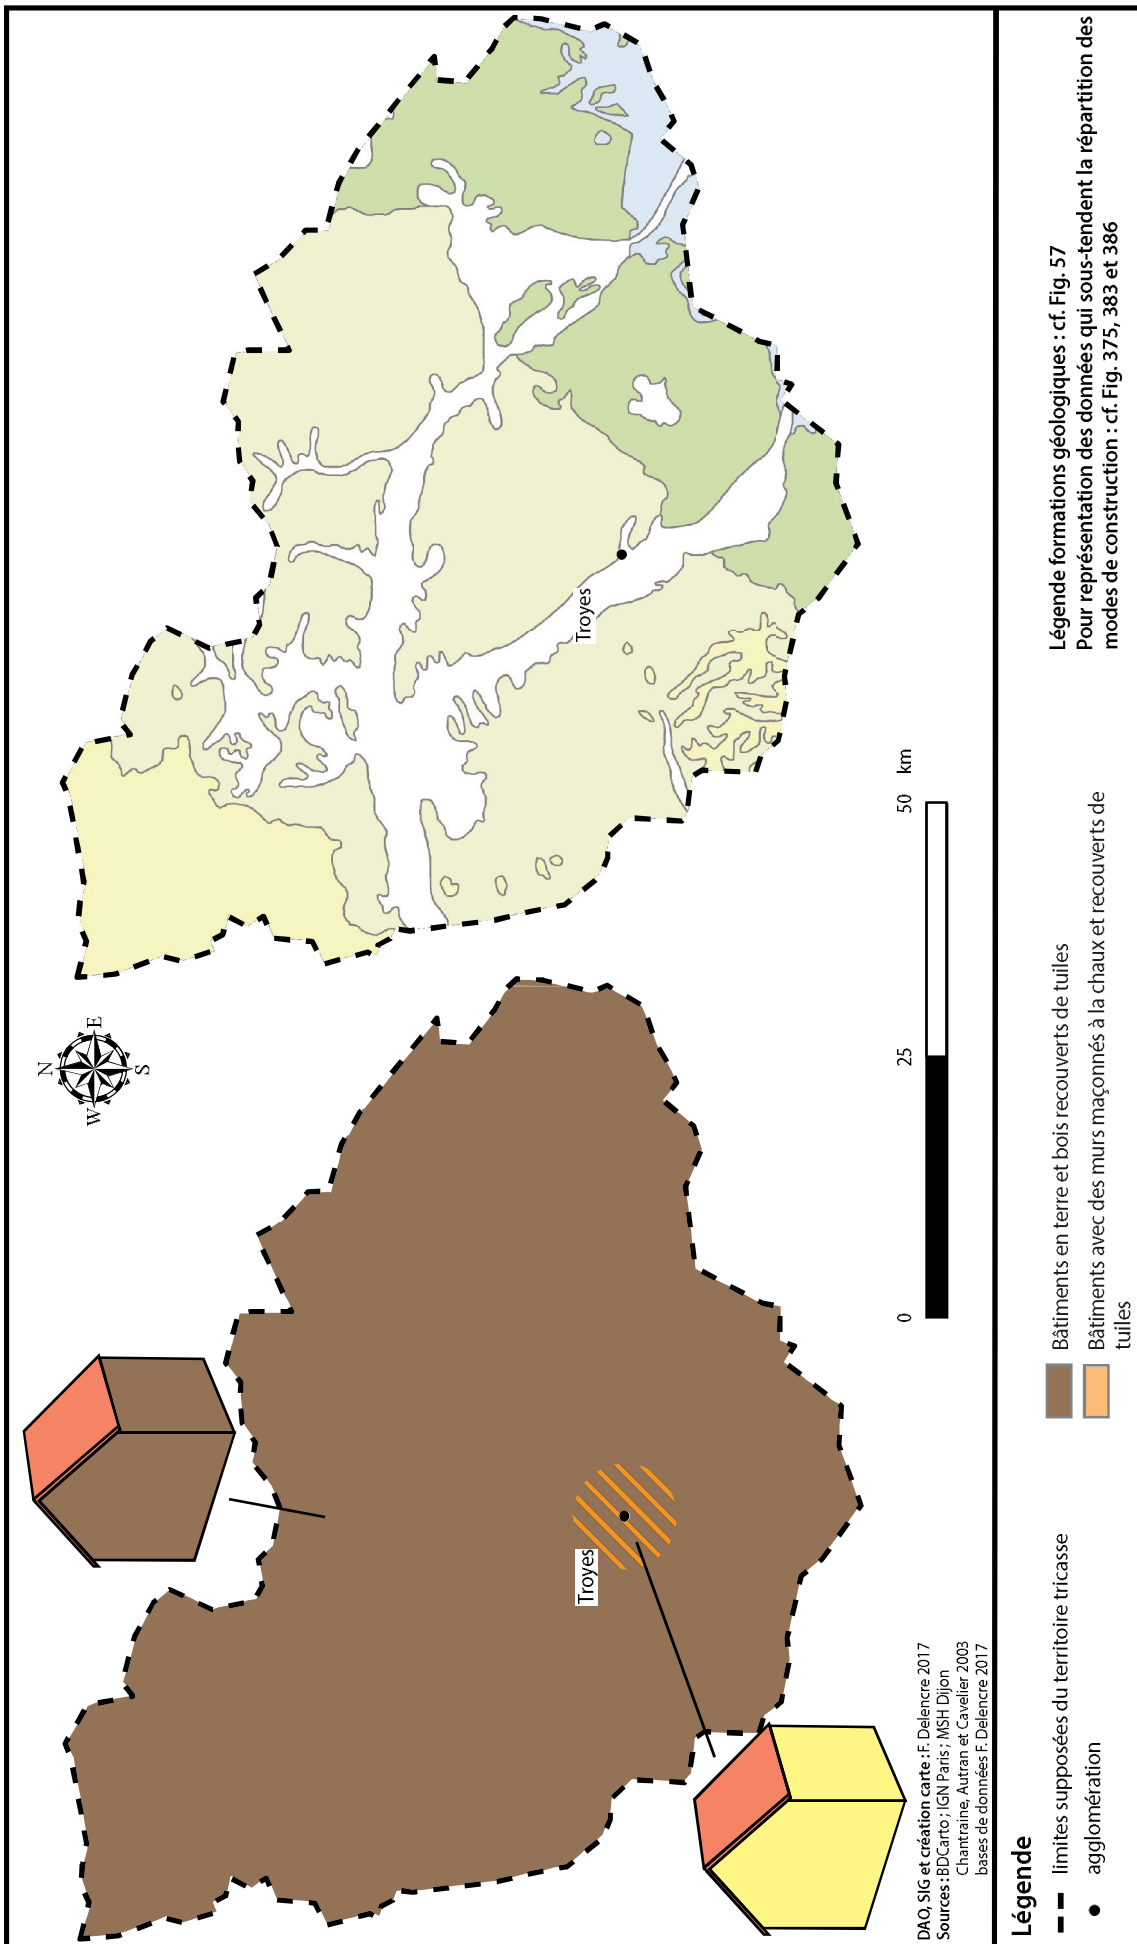 N
W
E
S
Troyes
Troyes
0
25
50
km
DAO, SIG et création carte : F. Delencre 2017
Sources : BDCarto ; IGN Paris ; MSH Dijon
Chantraine, Autran et Cavelier 2003
bases de données F. Delencre 2017
Légende
limites supposées du territoire tricasse
agglomération
Bâtiments en terre et bois recouverts de tuiles
Bâtiments avec des murs maçonnés à la chaux et recouverts de
tuiles
Légende formations géologiques : cf. Fig. 57
Pour représentation des données qui sous-tendent la répartition des
modes de construction : cf. Fig. 375, 383 et 386